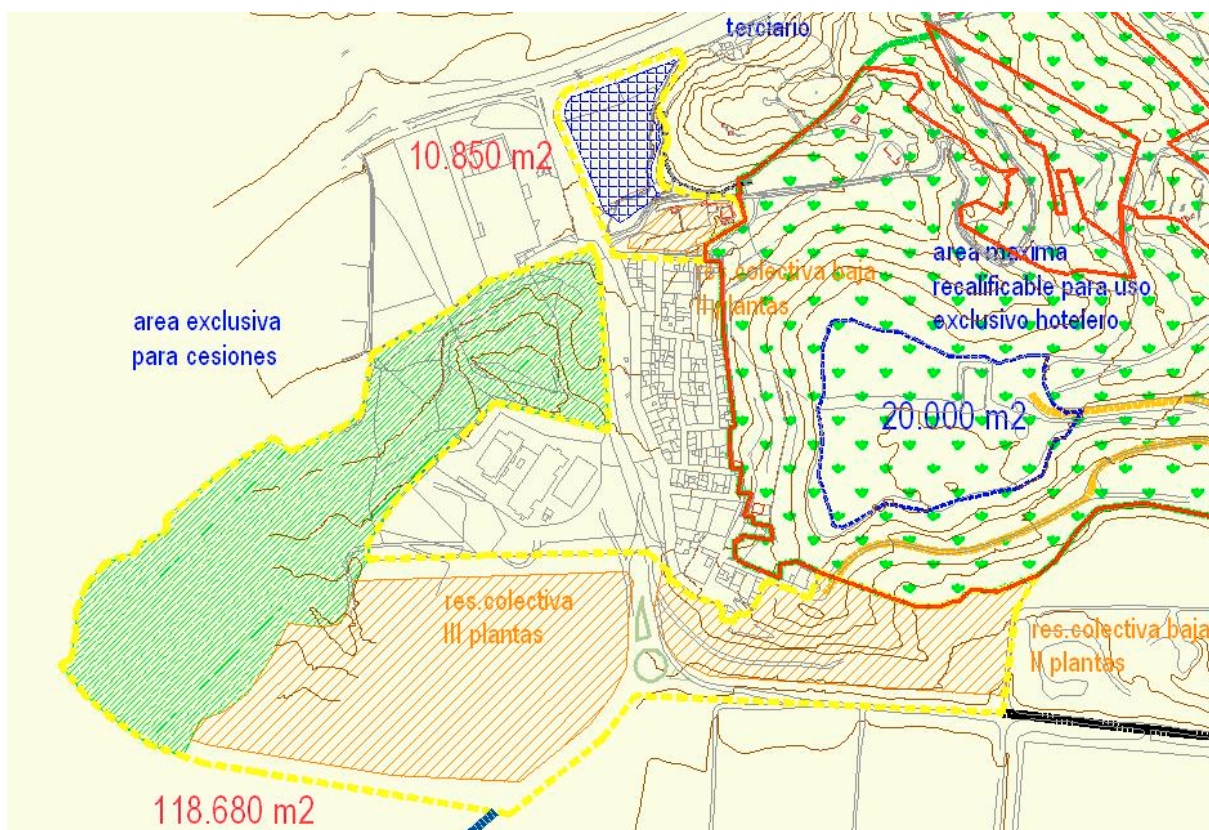 terciario
10.850 m2
res.colectiva baja
II plantas
area maxima
recalificable para uso
exclusivo hotelero
area exclusiva
para cesiones
20.000 m2
res.colectiva
III plantas
res.colectiva baja
II plantas
118.680 m2